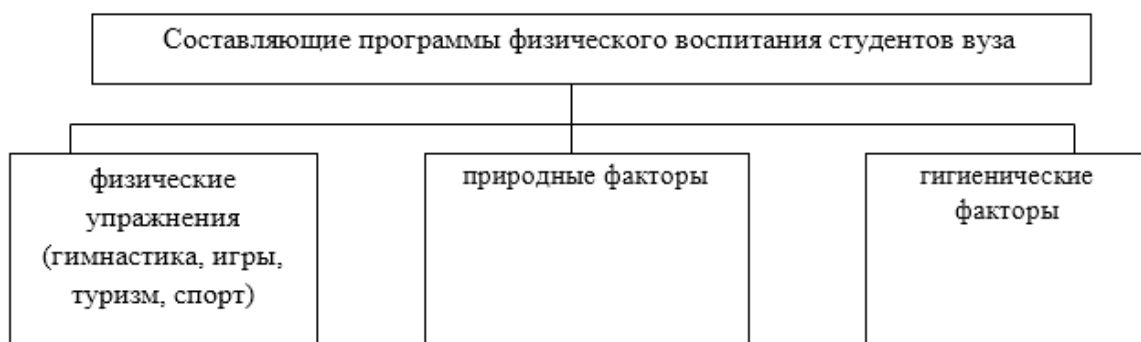 Составляющие программы физического воспитания студентов вуза
физические
упражнения
(гимнастика, игры,
туризм, спорт)
природные факторы
гигиенические
факторы